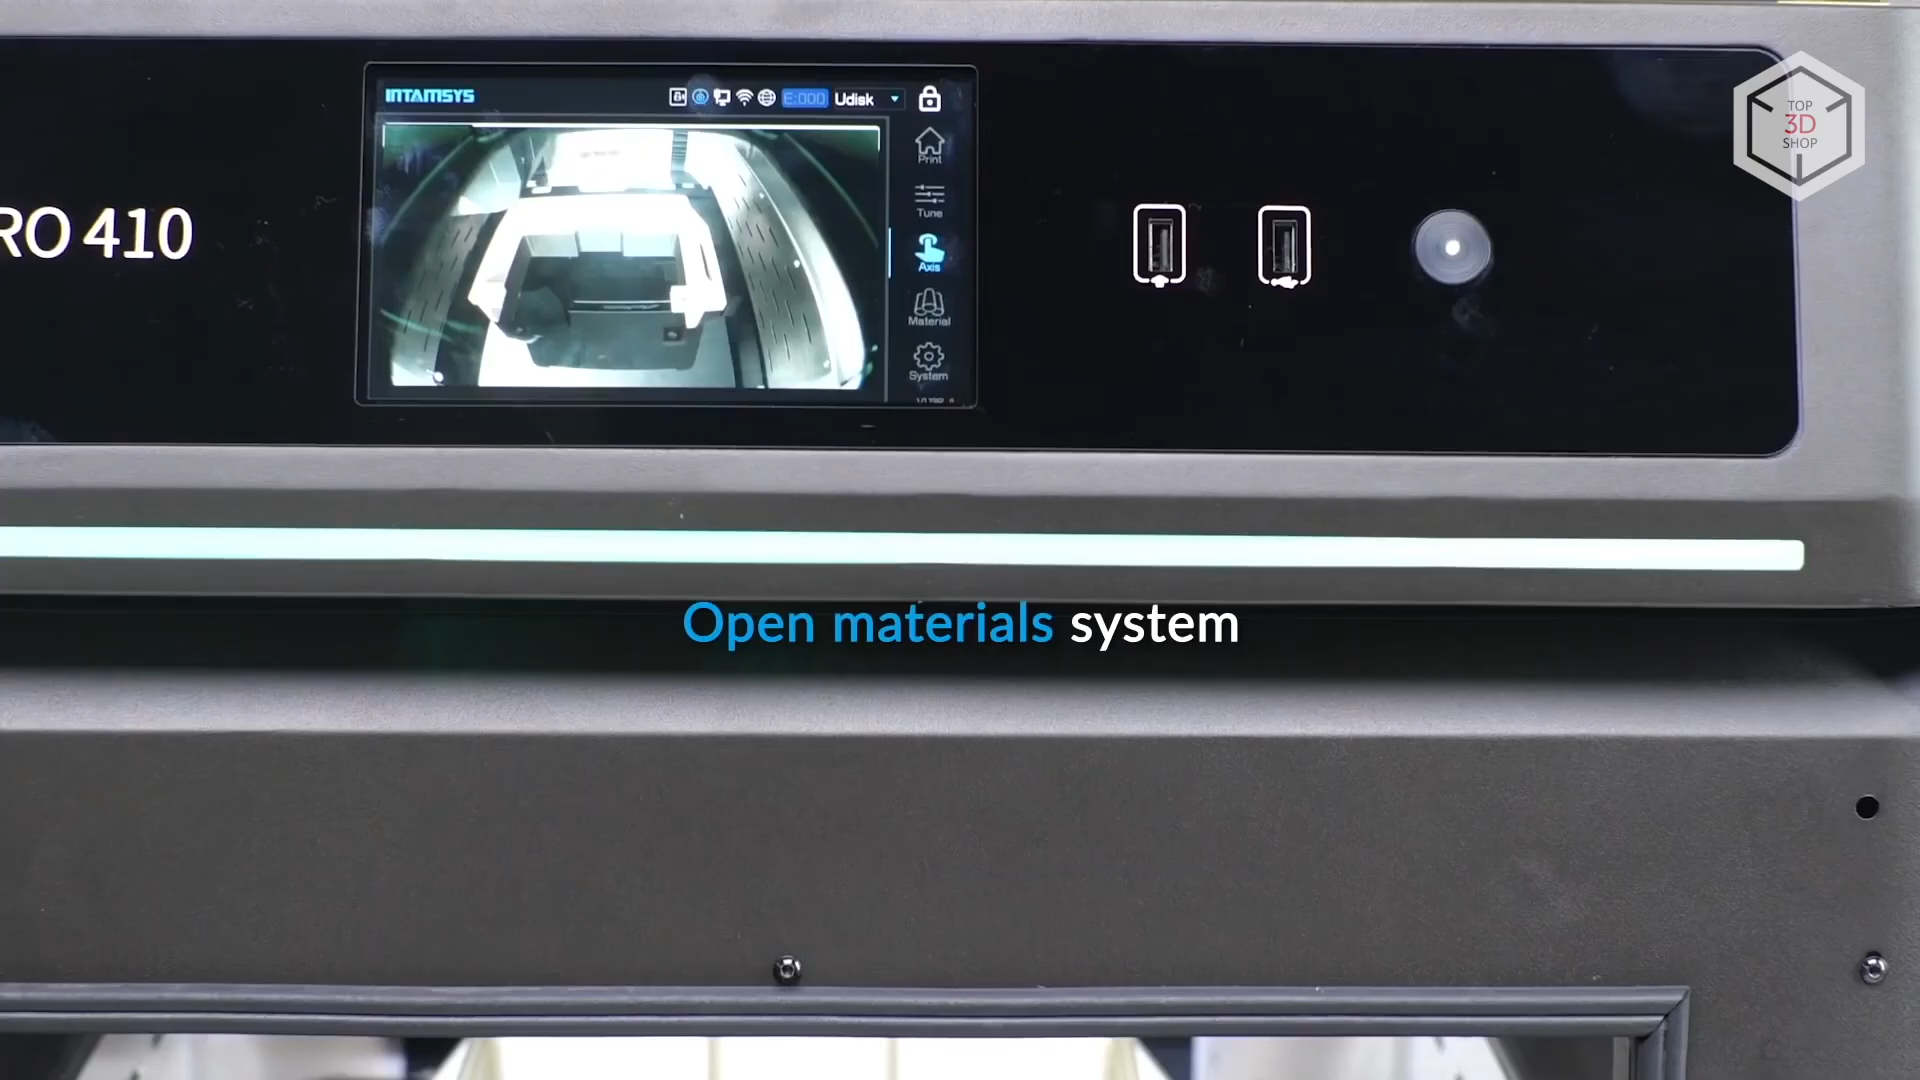 INTAMSYS
E:000
Udisk
Print
Tune
Axis
Material
System
RO 410
TOP
3D
SHOP
Open materials system